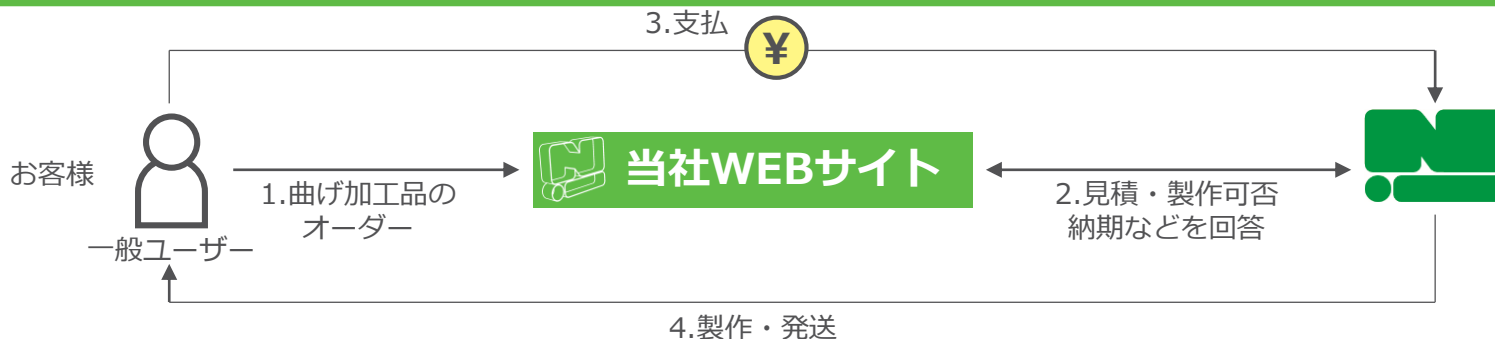 3.支払
¥
お客様
1.曲げ加工品の
オーダー
当社WEBサイト
2.見積・製作可否
納期などを回答
一般ユーザー
4.製作・発送